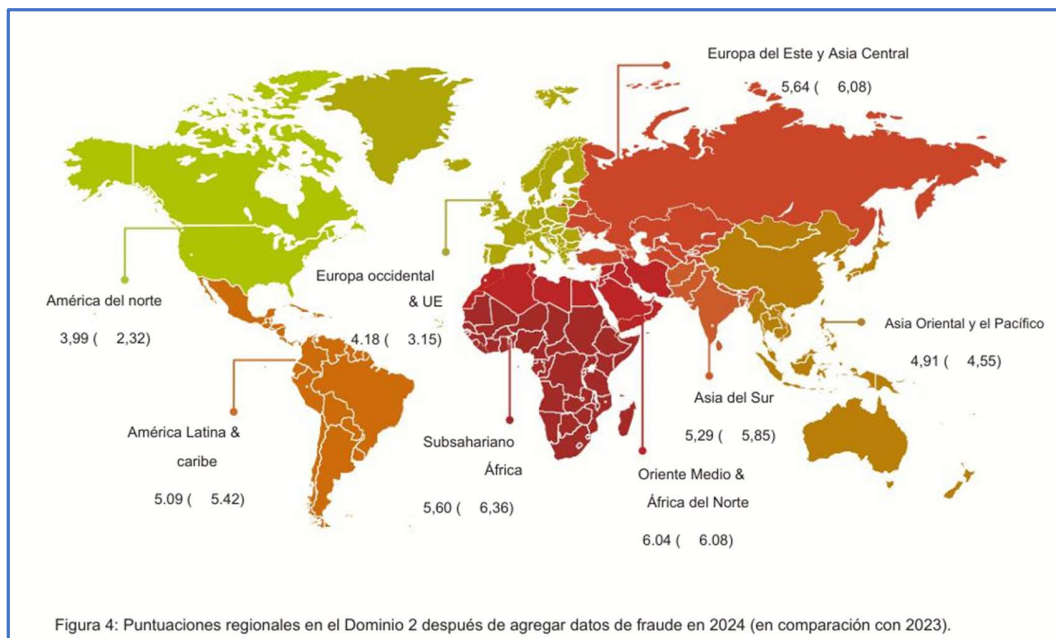 Europa del Este y Asia Central
5,64 ( 6,08)
Europa occidental
& UE
4.18 ( 3.15)
América del norte
3,99 ( 2,32)
Asia Oriental y el Pacífico
4,91 ( 4,55)
Asia del Sur
5,29 ( 5,85)
América Latina &
caribe
5.09 ( 5.42)
Subsahariano
África
5,60 ( 6,36)
Oriente Medio &
África del Norte
6.04 ( 6.08)
Figura 4: Puntuaciones regionales en el Dominio 2 después de agregar datos de fraude en 2024 (en comparación con 2023).